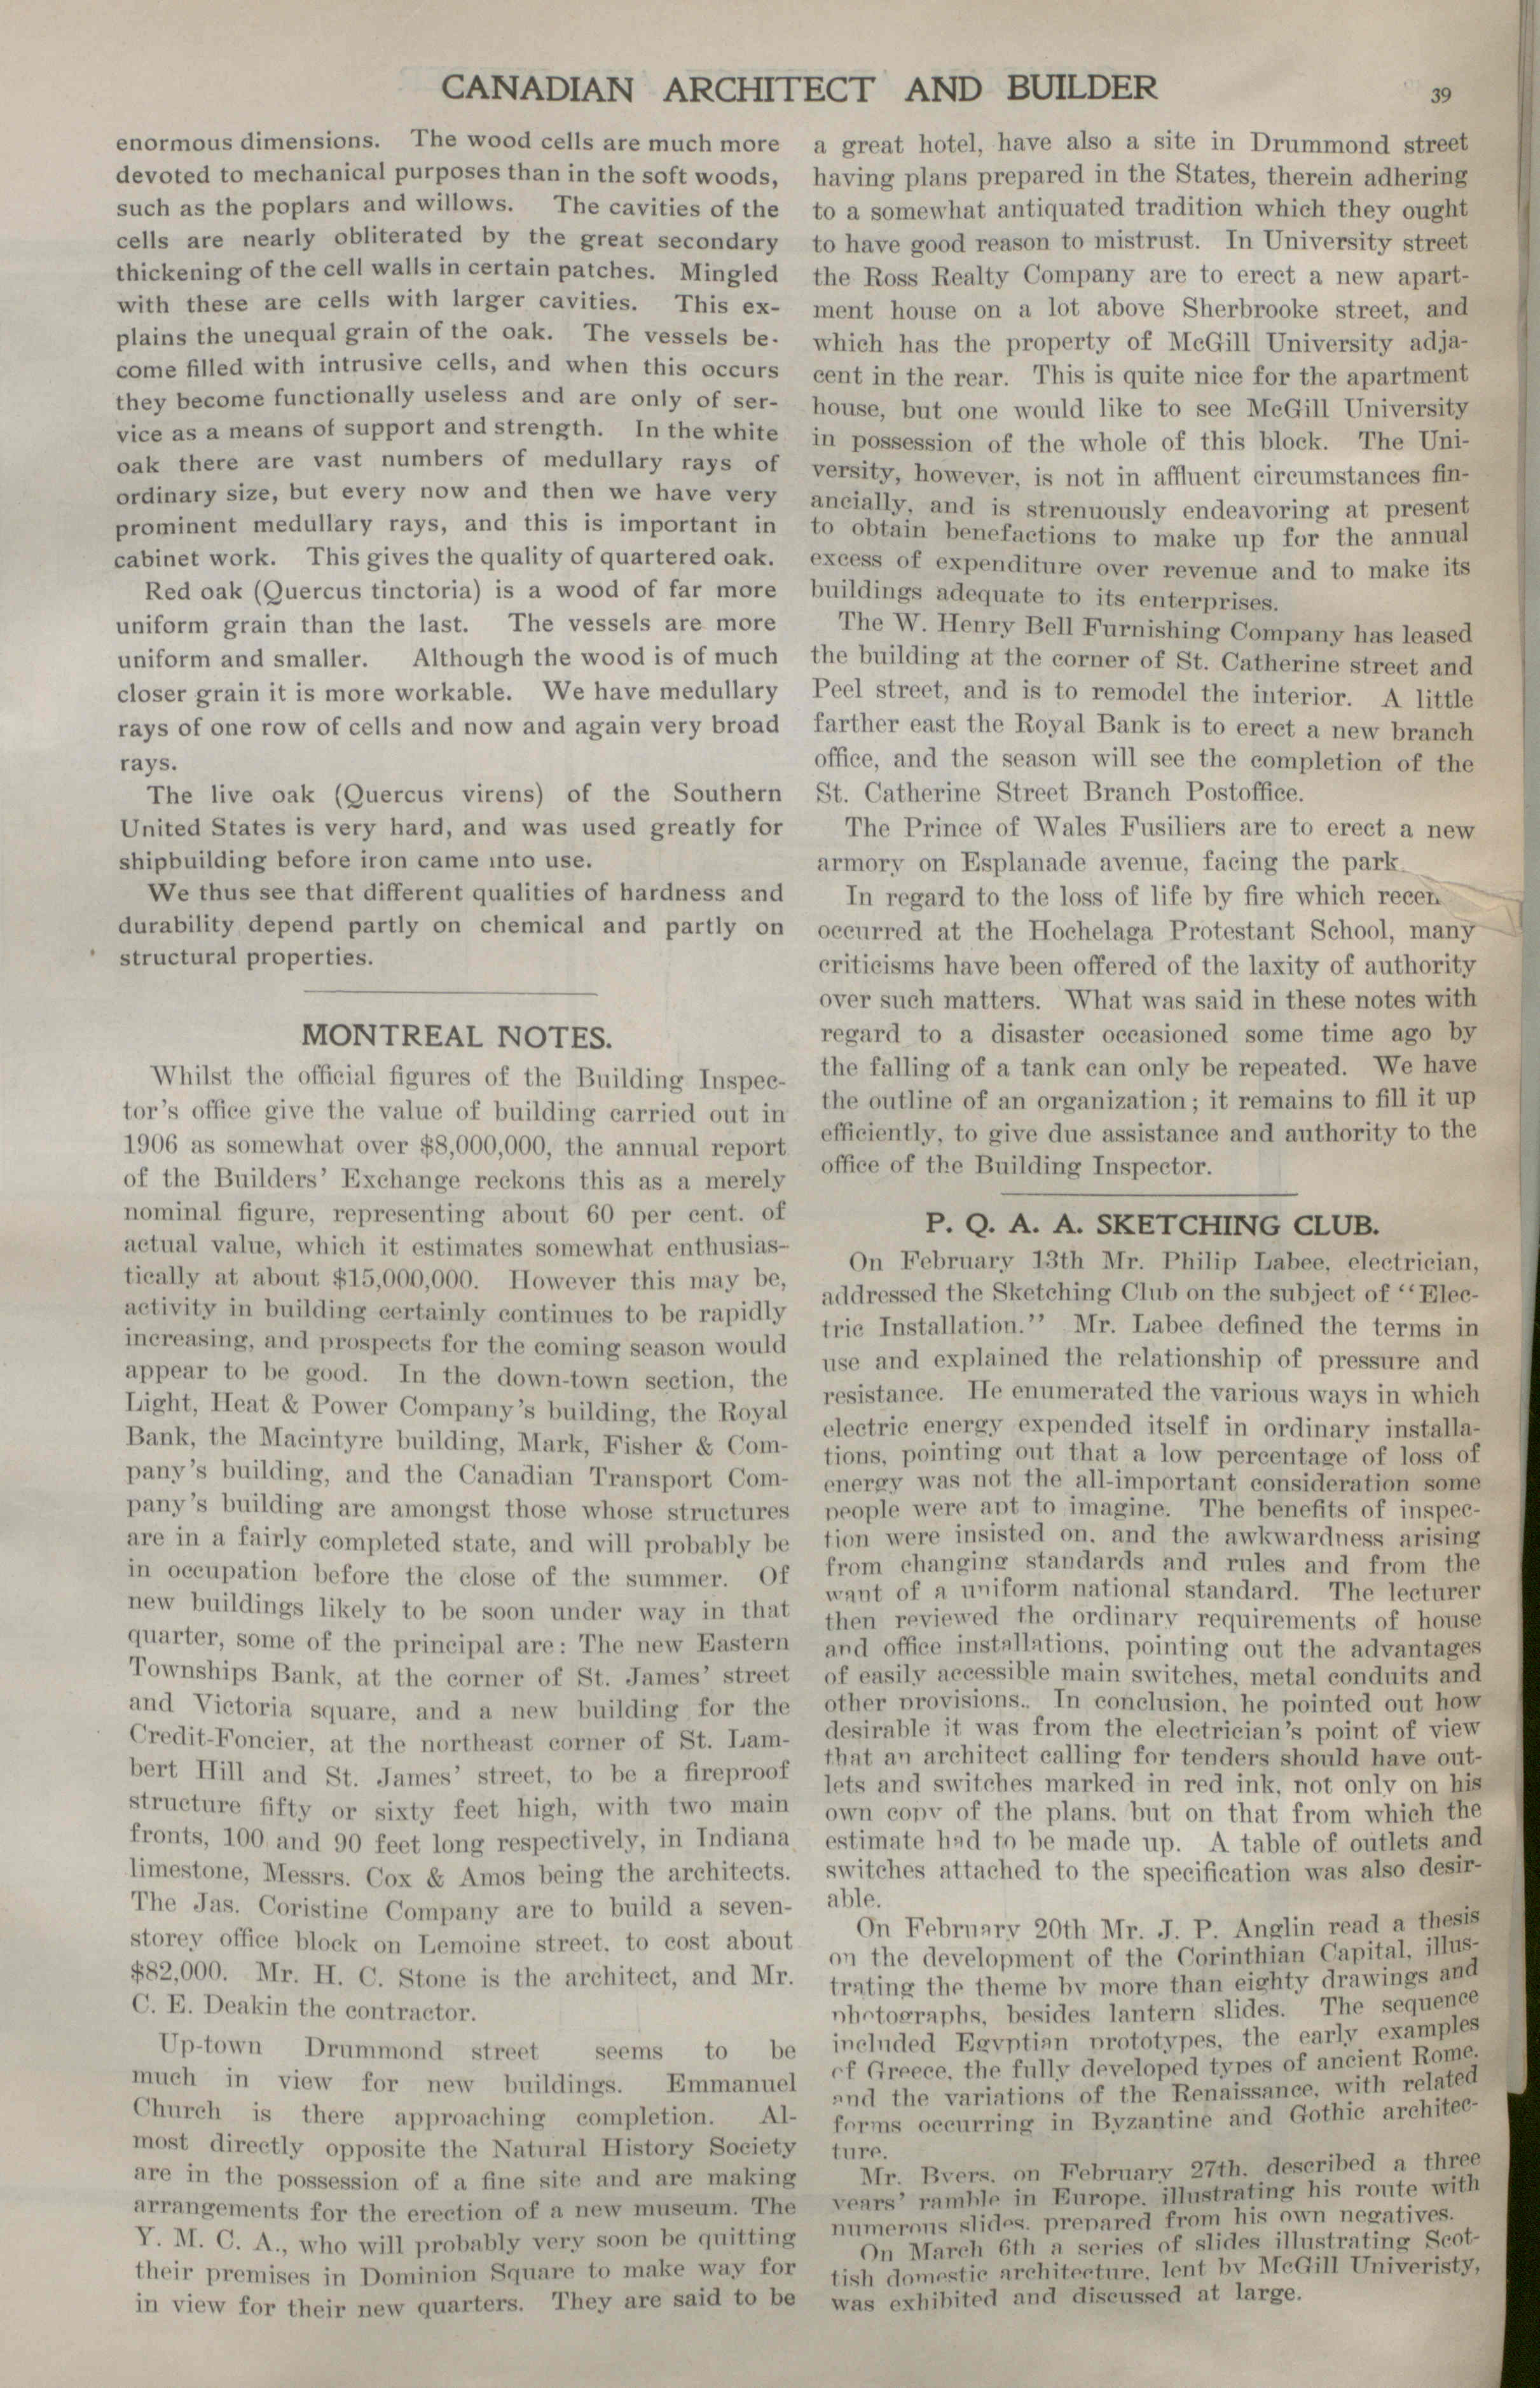 CANADIAN ARCHITECT AND BUILDER
39
enormous dimensions. The wood cells are much more
devoted to mechanical purposes than in the soft woods,
such as the poplars and willows. The cavities of the
cells are nearly obliterated by the great secondary
thickening of the cell walls in certain patches. Mingled
with these are cells with larger cavities. This ex-
plains the unequal grain of the oak. The vessels be-
come filled with intrusive cells, and when this occurs
they become functionally useless and are only of ser-
vice as a means of support and strength. In the white
oak there are vast numbers of medullary rays of
ordinary size, but every now and then we have very
prominent medullary rays, and this is important in
cabinet work. This gives the quality of quartered oak.
Red oak (Quercus tinctoria) is a wood of far more
uniform grain than the last. The vessels are more
uniform and smaller. Although the wood is of much
closer grain it is more workable. We have medullary
rays of one row of cells and now and again very broad
rays.
The live oak (Quercus virens) of the Southern
United States is very hard, and was used greatly for
shipbuilding before iron came into use.
We thus see that different qualities of hardness and
durability depend partly on chemical and partly on
structural properties.
MONTREAL NOTES.
Whilst the official figures of the Building Inspec-
tor's office give the value of building carried out in
1906 as somewhat over $8,000,000, the annual report
of the Builders' Exchange reckons this as a merely
nominal figure, representing about 60 per cent. of
actual value, which it estimates somewhat enthusias-
tically at about $15,000,000. However this may be,
activity in building certainly continues to be rapidly
increasing, and prospects for the coming season would
appear to be good. In the down-town section, the
Light, Heat & Power Company's building, the Royal
Bank, the Macintyre building, Mark, Fisher & Com-
pany's building, and the Canadian Transport Com-
pany's building are amongst those whose structures
are in a fairly completed state, and will probably be
in occupation before the close of the summer. Of
new buildings likely to be soon under way in that
quarter, some of the principal are: The new Eastern
Townships Bank, at the corner of St. James' street
and Victoria square, and a new building for the
Credit-Foncier, at the northeast corner of St. Lam-
bert Hill and St. James' street, to be a fireproof
structure fifty or sixty feet high, with two main
fronts, 100 and 90 feet long respectively, in Indiana
limestone, Messrs. Cox & Amos being the architects.
The Jas. Coristine Company are to build a seven-
storey office block on Lemoine street, to cost about
$82,000. Mr. H. C. Stone is the architect, and Mr.
C. E. Deakin the contractor.
Up-town Drummond street seems to be
much in view for new buildings. Emmanuel
Church is there approaching completion. Al-
most directly opposite the Natural History Society
are in the possession of a fine site and are making
arrangements for the erection of a new museum. The
Y. M. C. A., who will probably very soon be quitting
their premises in Dominion Square to make way for
in view for their new quarters. They are said to be
a great hotel, have also a site in Drummond street
having plans prepared in the States, therein adhering
to a somewhat antiquated tradition which they ought
to have good reason to mistrust. In University street
the Ross Realty Company are to erect a new apart-
ment house on a lot above Sherbrooke street, and
which has the property of McGill University adja-
cent in the rear. This is quite nice for the apartment
house, but one would like to see McGill University
in possession of the whole of this block. The Uni-
versity, however, is not in affluent circumstances fin-
ancially, and is strenuously endeavoring at present
to obtain benefactions to make up for the annual
excess of expenditure over revenue and to make its
buildings adequate to its enterprises.
The W. Henry Bell Furnishing Company has leased
the building at the corner of St. Catherine street and
Peel street, and is to remodel the interior. A little
farther east the Royal Bank is to erect a new branch
office, and the season will see the completion of the
St. Catherine Street Branch Postoffice.
The Prince of Wales Fusiliers are to erect a new
armory on Esplanade avenue, facing the park
In regard to the loss of life by fire which
occurred at the Hochelaga Protestant School, many
criticisms have been offered of the laxity of authority
over such matters. What was said in these notes with
regard to a disaster occasioned some time ago by
the falling of a tank can only be repeated. We have
the outline of an organization; it remains to fill it up
efficiently, to give due assistance and authority to the
office of the Building Inspector.
P. Q. A. A. SKETCHING CLUB.
On February 13th Mr. Philip Labee, electrician,
addressed the Sketching Club on the subject of "Elec-
tric Installation." Mr. Labee defined the terms in
use and explained the relationship of pressure and
resistance. He enumerated the various ways in which
electric energy expended itself in ordinary installa-
tions, pointing out that a low percentage of loss of
energy was not the all-important consideration some
people were apt to imagine. The benefits of inspec-
tion were insisted on, and the awkwardness arising
from changing standards and rules and from the
want of a uniform national standard. The lecturer
then reviewed the ordinary requirements of house
and office installations, pointing out the advantages
of easily accessible main switches, metal conduits and
other provisions.. In conclusion, he pointed out how
desirable it was from the electrician's point of view
that an architect calling for tenders should have out-
lets and switches marked in red ink, not only on his
own copy of the plans, but on that from which the
estimate had to be made up. A table of outlets and
switches attached to the specification was also desir-
able.
On February 20th Mr. J. P. Anglin read a thesis
on the development of the Corinthian Capital, illus-
trating the theme by more than eighty drawings and
photographs, besides lantern slides. The sequence
included Egyptian prototypes, the early examples
of Greece, the fully developed types of ancient Rome,
and the variations of the Renaissance, with related
forms occurring in Byzantine and Gothic architec-
ture.
Mr. Byers, on February 27th, described a three
years' ramble in Europe, illustrating his route with
numerous slides, prepared from his own negatives.
On March 6th a series of slides illustrating Scot-
tish domestic architecture, lent by McGill Univeristy,
was exhibited and discussed at large.